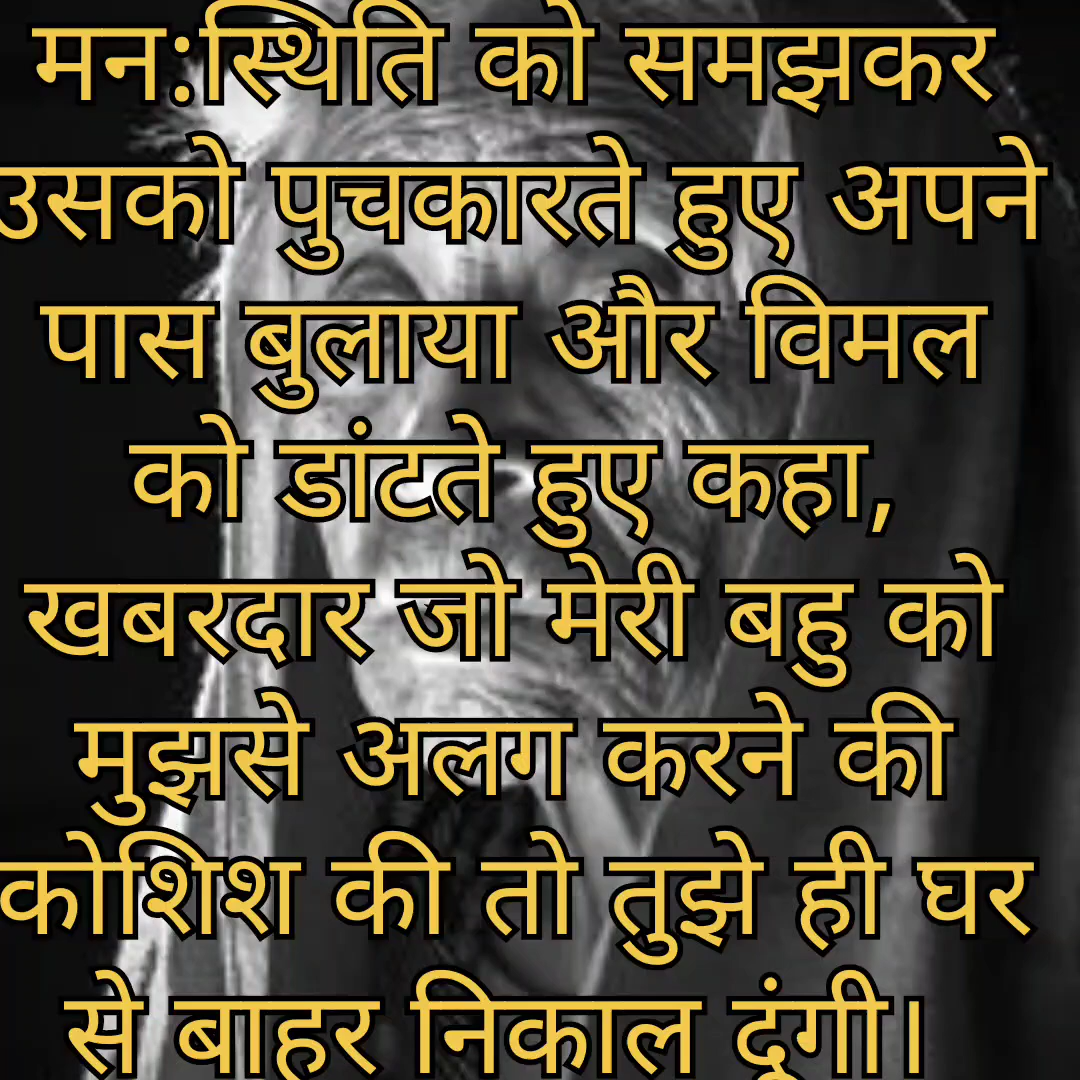 मन:स्थिति को समझकर
उसको पुचकारते हुए अपने
पास बुलाया और विमल
को डांटते हुए कहा,
खबरदार जो मेरी बहु को
मुझसे अलग करने की
कोशिश की तो तुझे ही घर
से बाहर निकाल दूंगी।